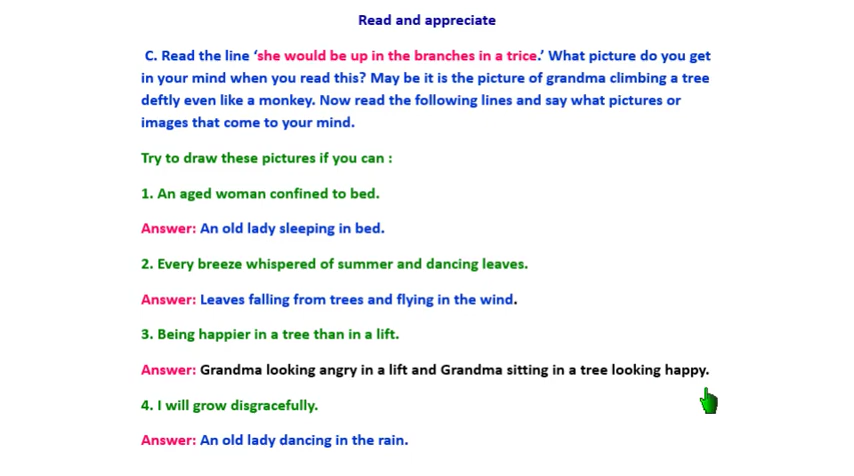 Read and appreciate
C. Read the line ‘she would be up in the branches in a trice.’ What picture do you get
in your mind when you read this? May be it is the picture of grandma climbing a tree
deftly even like a monkey. Now read the following lines and say what pictures or
images that come to your mind.
Try to draw these pictures if you can :
1. An aged woman confined to bed.
Answer: An old lady sleeping in bed.
2. Every breeze whispered of summer and dancing leaves.
Answer: Leaves falling from trees and flying in the wind.
3. Being happier in a tree than in a lift.
Answer: Grandma looking angry in a lift and Grandma sitting in a tree looking happy.
4. I will grow disgracefully.
Answer: An old lady dancing in the rain.